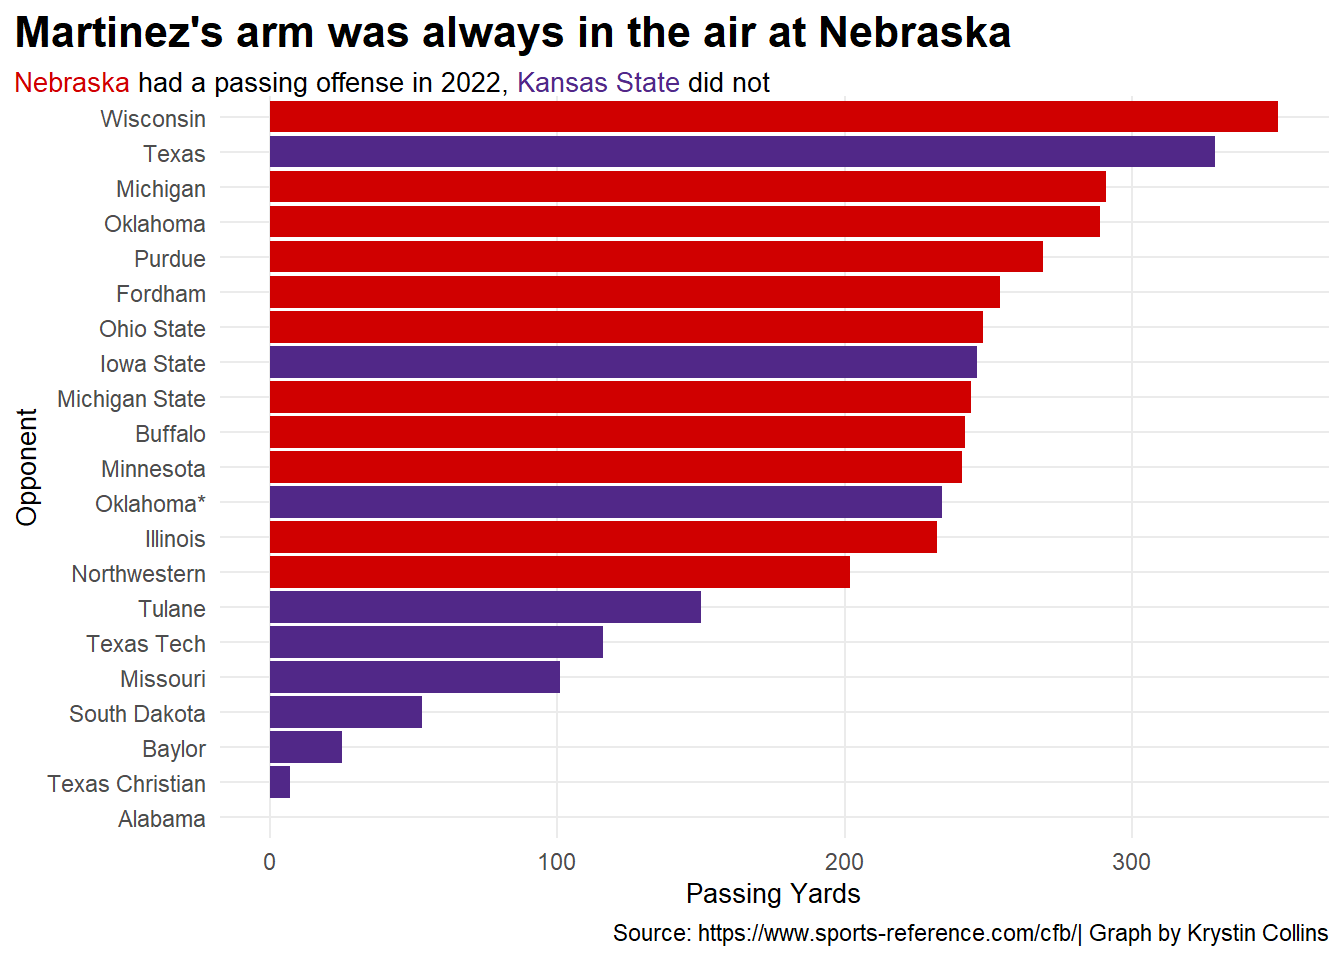 Martinez's arm was always in the air at Nebraska
Nebraska had a passing offense in 2022, Kansas State did not
Opponent
Wisconsin
Texas
Michigan
Oklahoma
Purdue
Fordham
Ohio State
Iowa State
Michigan State
Buffalo
Minnesota
Oklahoma*
Illinois
Northwestern
Tulane
Texas Tech
Missouri
South Dakota
Baylor
Texas Christian
Alabama
0 100 200 300
Passing Yards
Source: https://www.sports-reference.com/cfb/| Graph by Krystin Collins